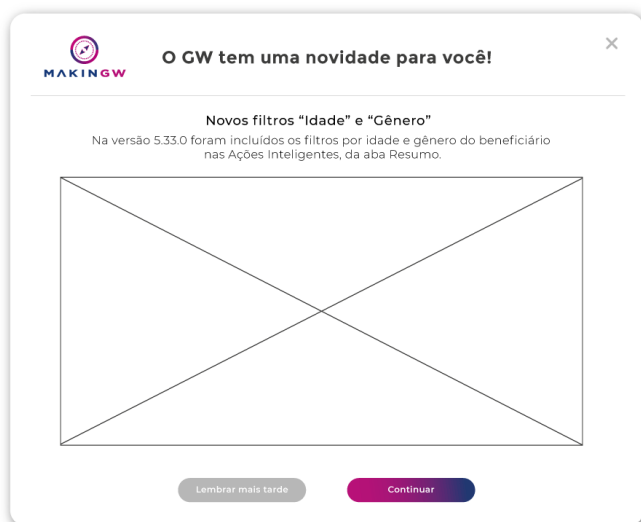 O GW tem uma novidade para você!
MAKINGW
Novos filtros “Idade” e “Gênero”
Na versão 5.33.0 foram incluídos os filtros por idade e gênero do beneficiário
nas Ações Inteligentes, da aba Resumo.
Lembrar mais tarde
Continuar